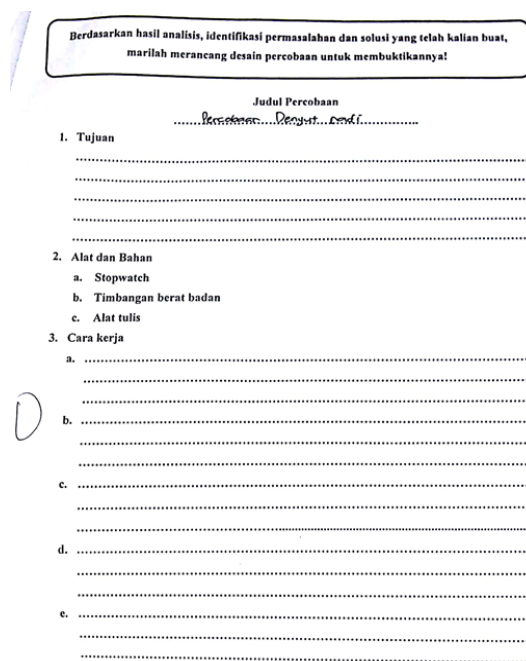 Berdasarkan hasil analisis, identifikasi permasalahan dan solusi yang telah kalian buat,
marilah merancang desain percobaan untuk membuktikannya!
Judul Percobaan
Percobaan Denyut nadi
1. Tujuan
2. Alat dan Bahan
a. Stopwatch
b. Timbangan berat badan
c. Alat tulis
3. Cara kerja
a.
b.
D
c.
d.
e.